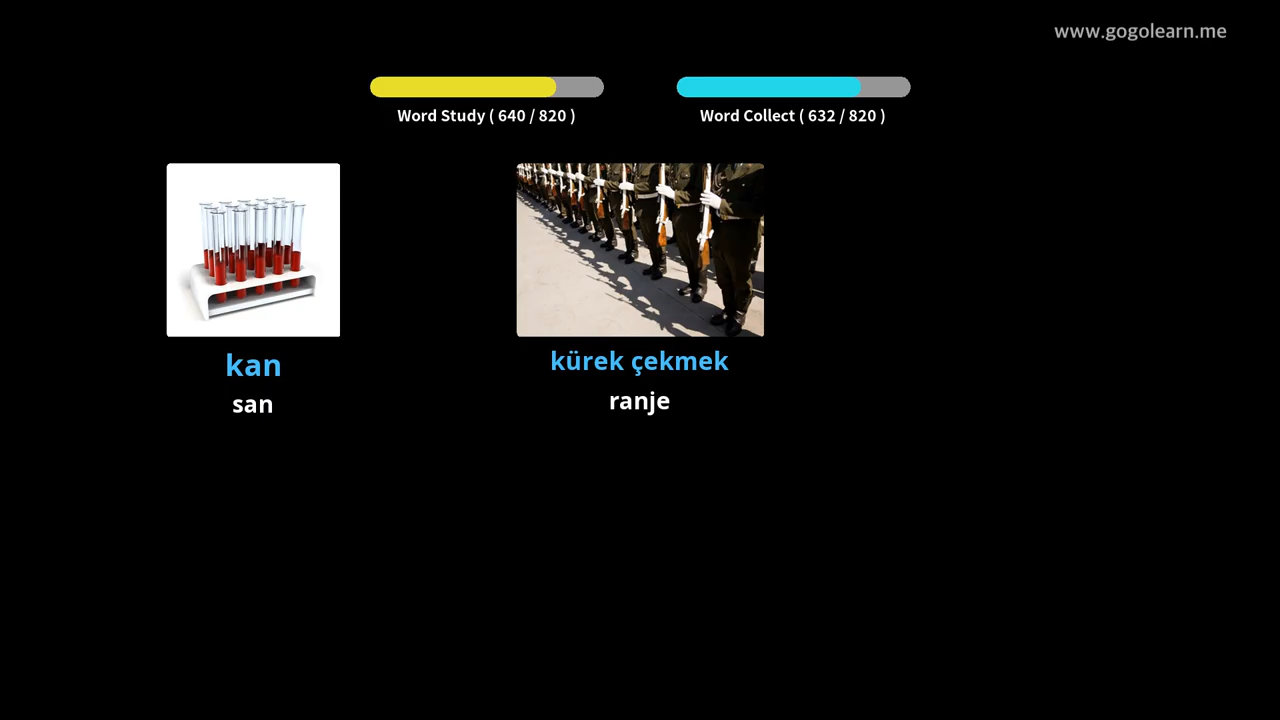 www.gogolearn.me
Word Study ( 640 / 820 )
Word Collect ( 632 / 820 )
kan
san
kürek çekmek
ranje